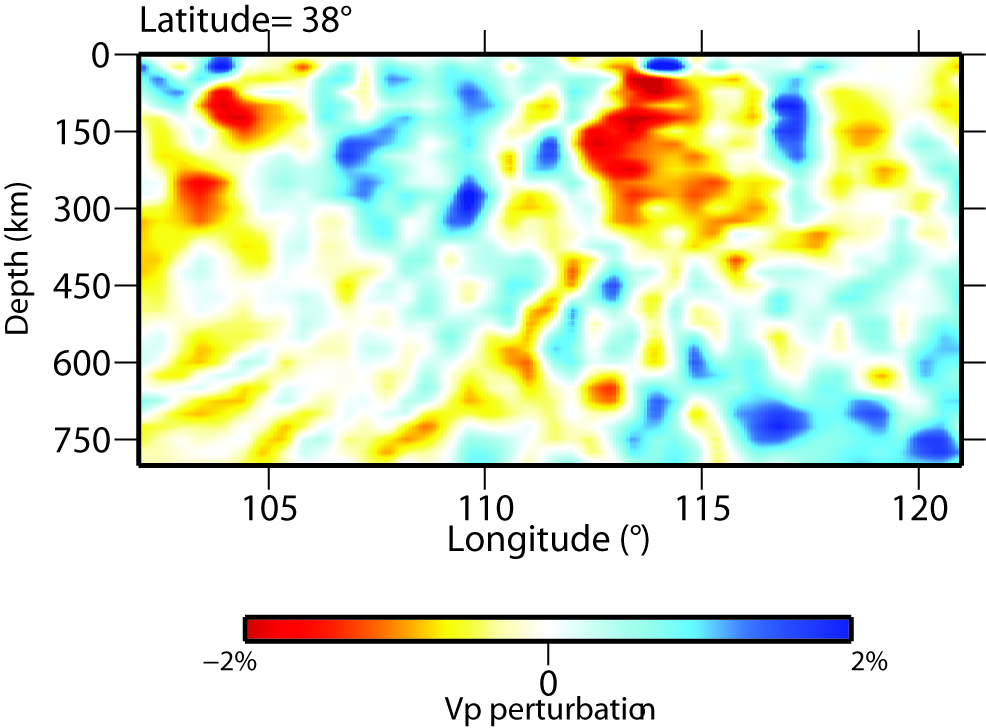 Latitude= 38°
0
150
300
450
600
750
Depth (km)
105 110 115 120
Longitude (°)
−2% 2%
0
Vp perturbation